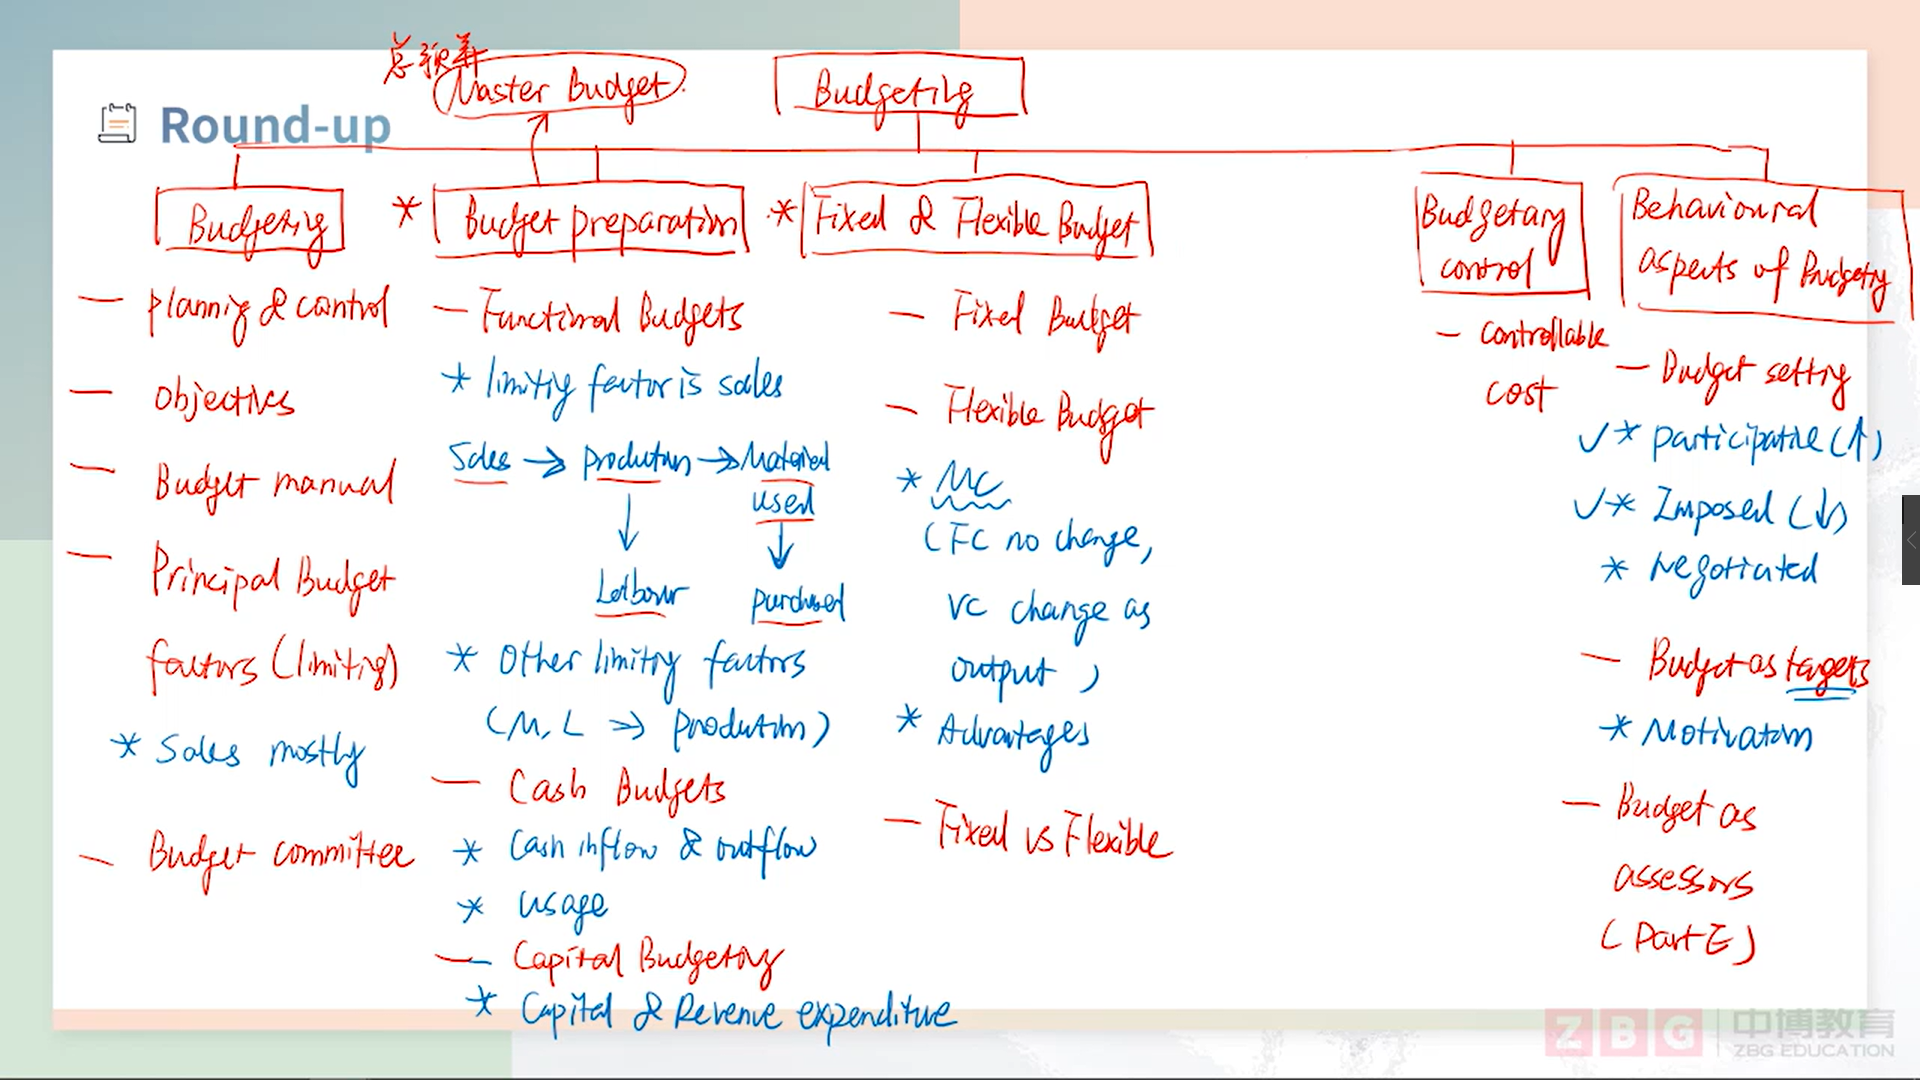 总预算
Master Budget
Budgeting
Round-up
Budgeting
* Budget preparation
* Fixed & Flexible Budget
Budgetary
control
Behavioural
aspects of Budgeting
— planning & control
— objectives
— Budget manual
— Principal Budget
factors (limiting)
* Sales mostly
— Budget committee
— Functional Budgets
* limiting factor is sales
Sales → production → Material
used
↓ ↓
Labour purchased
* Other limiting factors
(M, L ⇒ production)
— Cash Budgets
* Cash inflow & outflow
* usage
— Capital Budgeting
* Capital & Revenue expenditure
— Fixed Budget
— Flexible Budget
* MC
(FC no change,
VC change as
output )
* Advantages
— Fixed vs Flexible
— controllable
cost
— Budget setting
✓ * participative (↑)
✓ * Imposed (↓)
* Negotiated
— Budget as targets
* Motivation
— Budget as
assessors
(Part E)
ZBG 中博教育
ZBG EDUCATION